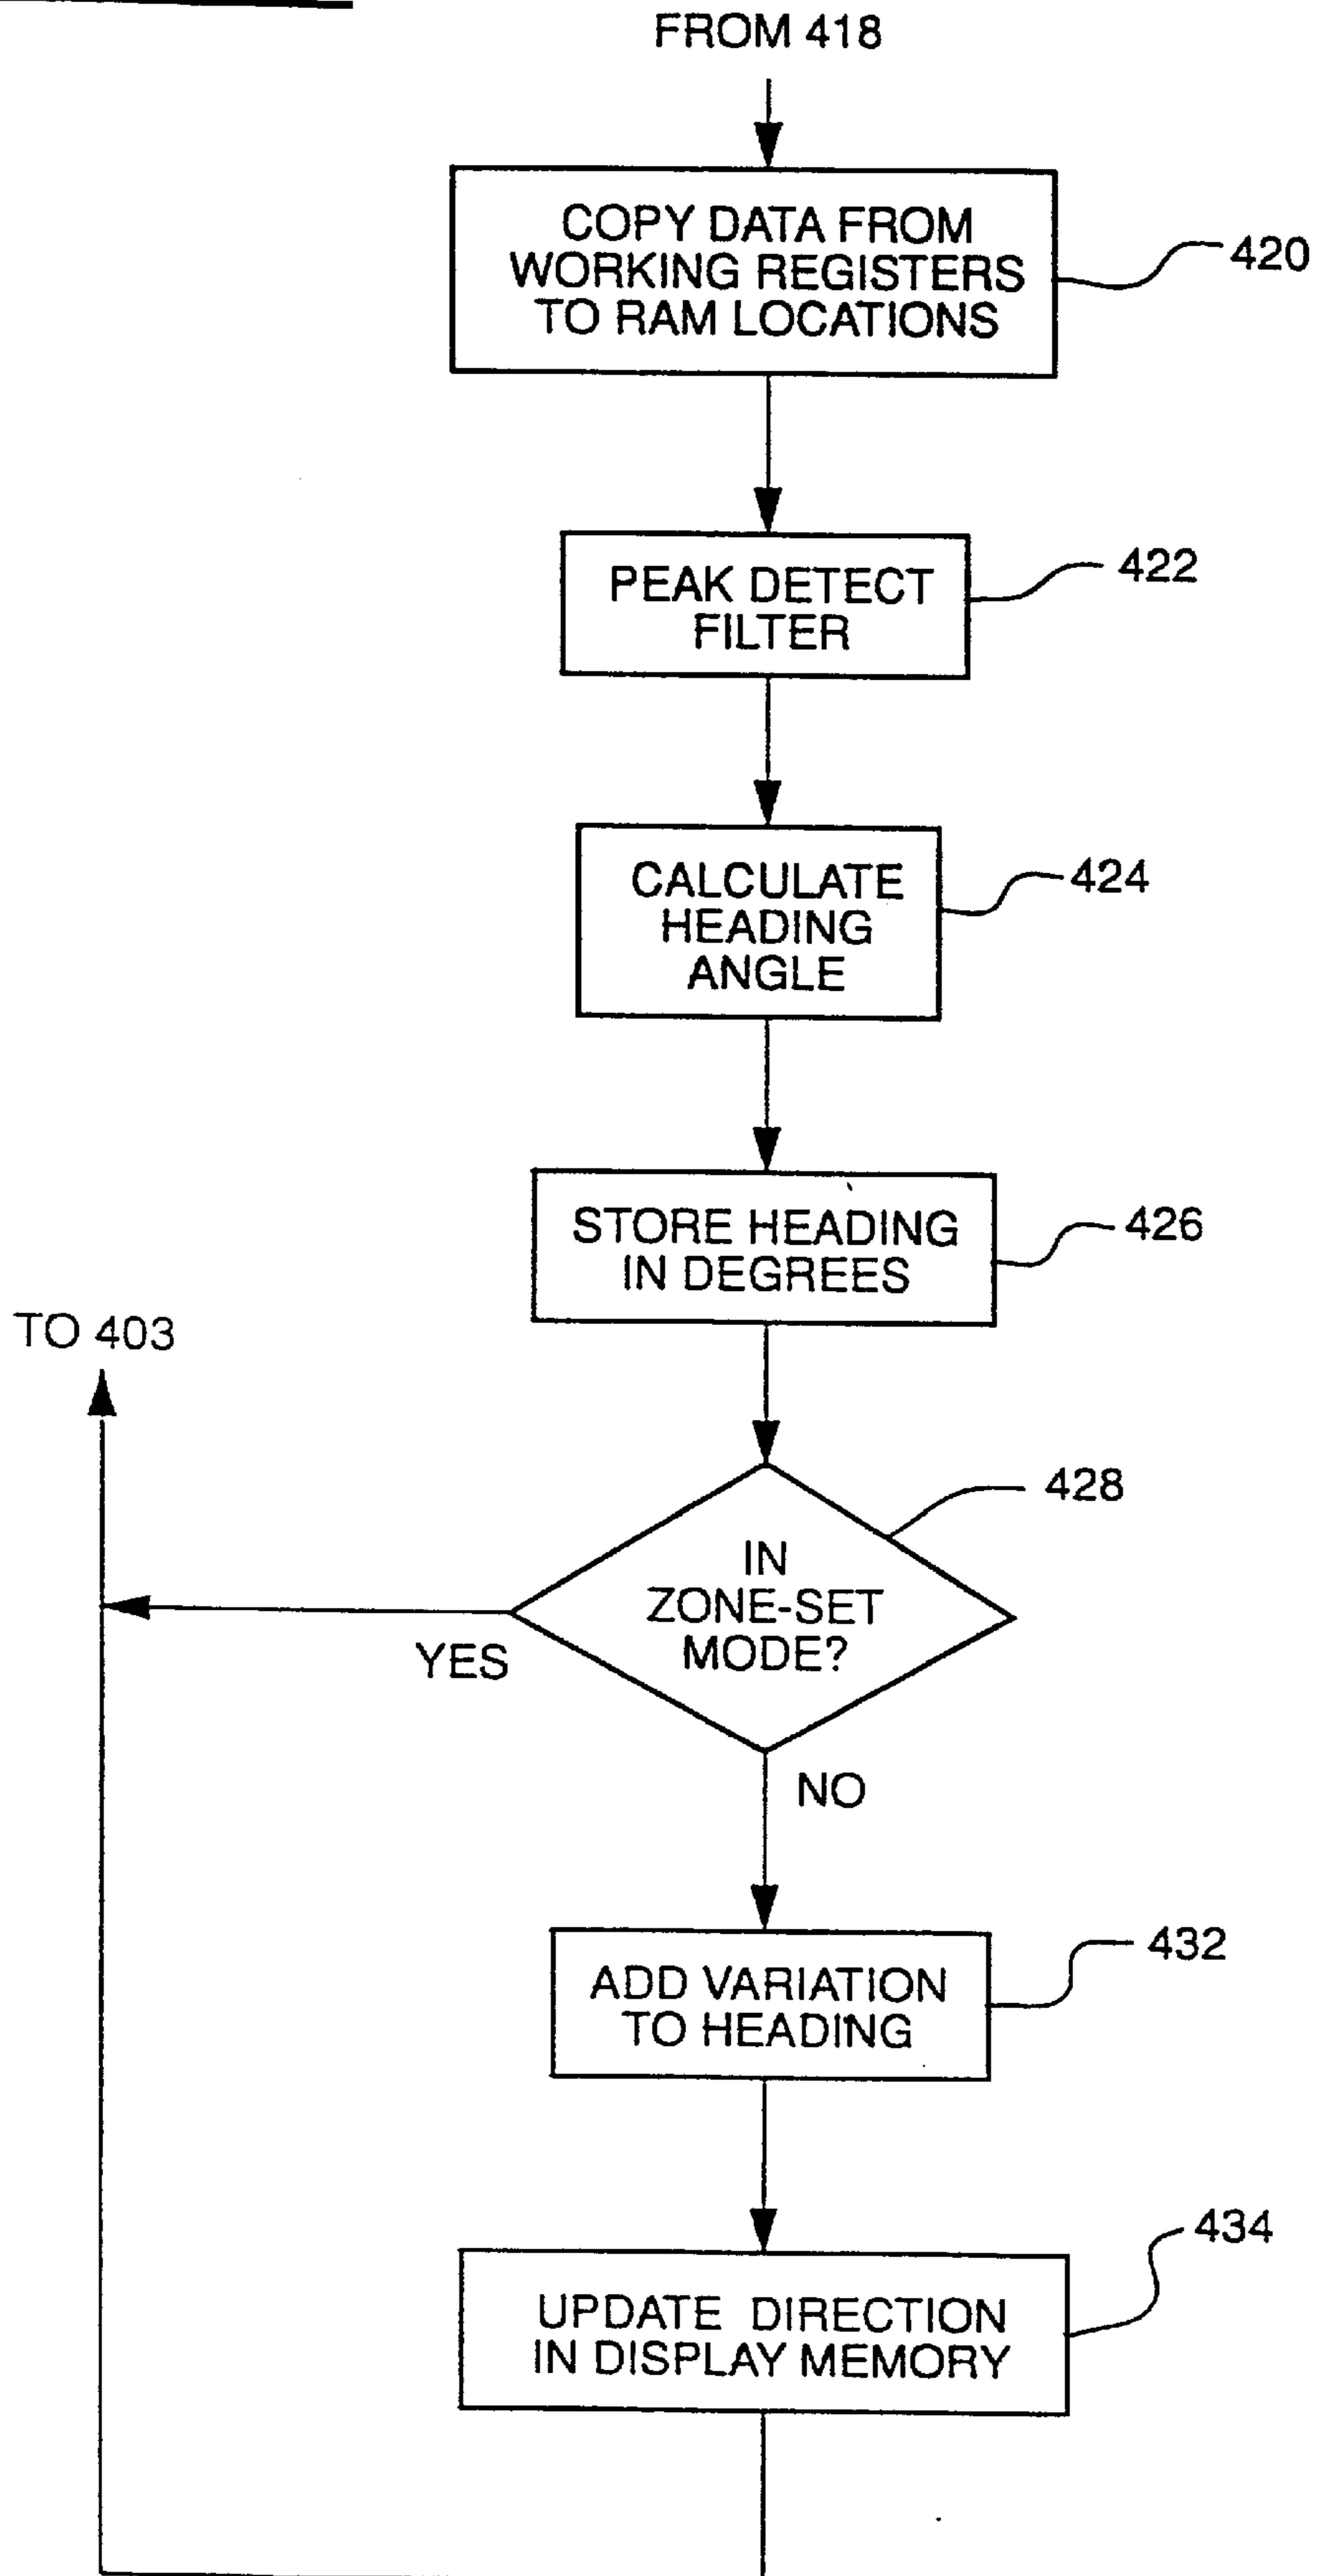 FROM 418
COPY DATA FROM
WORKING REGISTERS
TO RAM LOCATIONS
420
PEAK DETECT
FILTER
422
CALCULATE
HEADING
ANGLE
424
STORE HEADING
IN DEGREES
426
TO 403
428
IN
ZONE-SET
MODE?
YES
NO
ADD VARIATION
TO HEADING
432
UPDATE DIRECTION
IN DISPLAY MEMORY
434